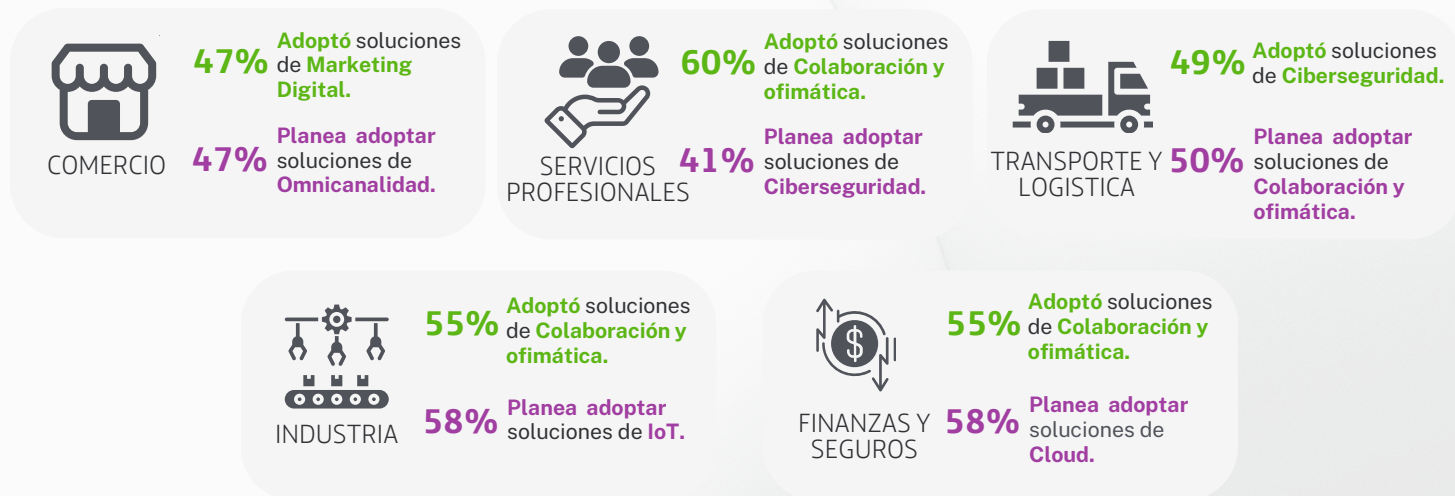 COMERCIO
47%
Adoptó soluciones
de Marketing
Digital.
47%
Planea adoptar
soluciones de
Omnicanalidad.
SERVICIOS
PROFESIONALES
60%
Adoptó soluciones
de Colaboración y
ofimática.
41%
Planea adoptar
soluciones de
Ciberseguridad.
TRANSPORTE Y
LOGISTICA
49%
Adoptó soluciones
de Ciberseguridad.
50%
Planea adoptar
soluciones de
Colaboración y
ofimática.
INDUSTRIA
55%
Adoptó soluciones
de Colaboración y
ofimática.
58%
Planea adoptar
soluciones de IoT.
$
FINANZAS Y
SEGUROS
55%
Adoptó soluciones
de Colaboración y
ofimática.
58%
Planea adoptar
soluciones de
Cloud.